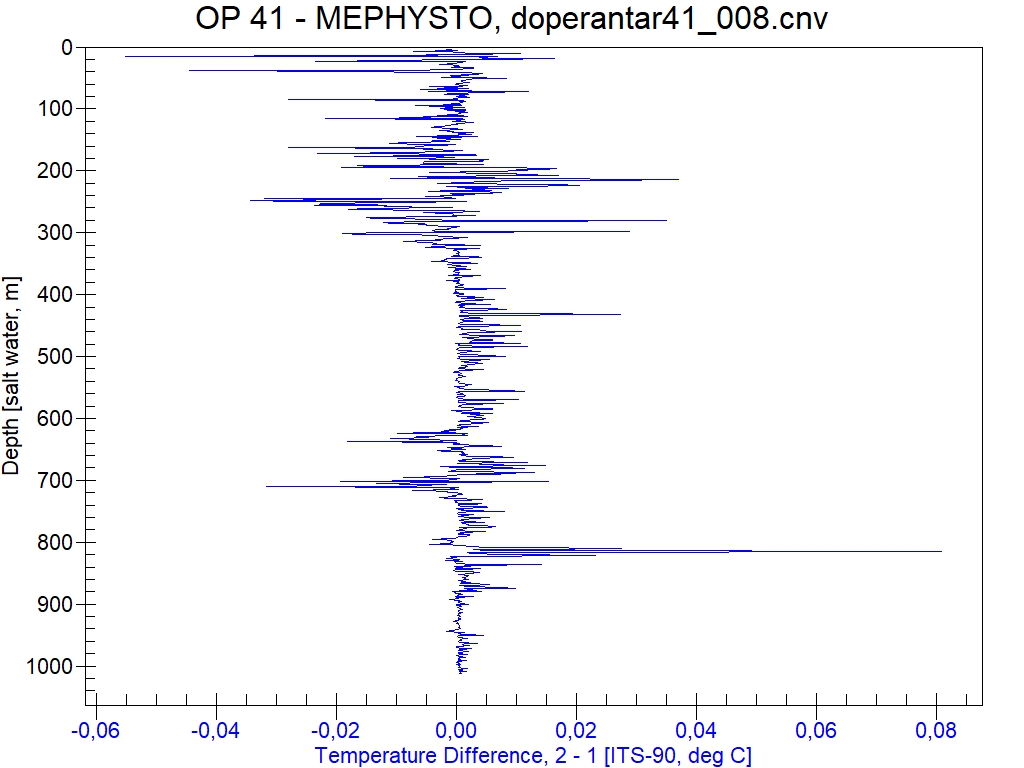 OP 41 - MEPHYSTO, doperantar41_008.cnv
0
100
200
300
400
500
600
700
800
900
1000
Depth [salt water, m]
-0,06 -0,04 -0,02 0,00 0,02 0,04 0,06 0,08
Temperature Difference, 2 - 1 [ITS-90, deg C]